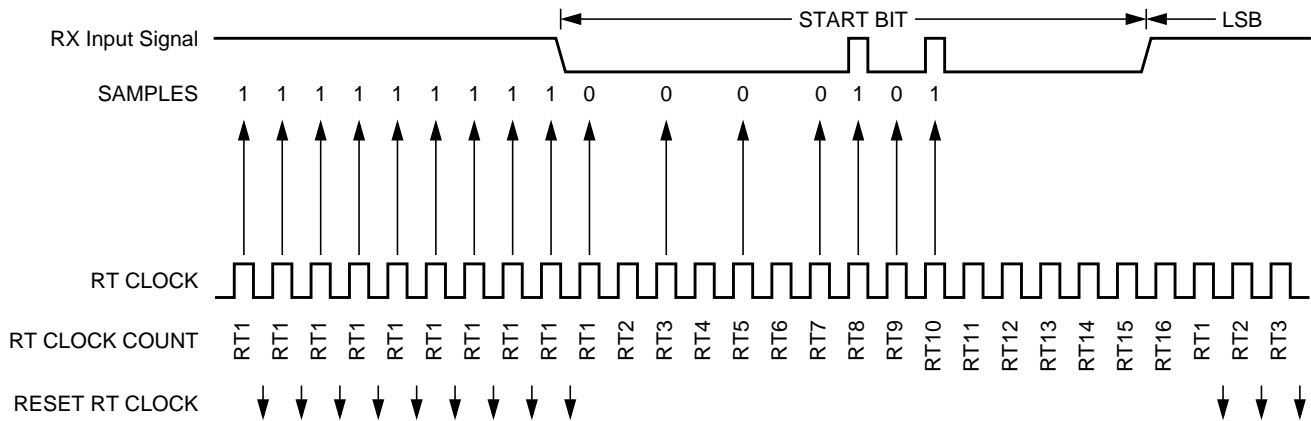 START BIT LSB
RX Input Signal
SAMPLES 1 1 1 1 1 1 1 1 1 0 0 0 0 1 0 1
RT CLOCK
RT CLOCK COUNT RT1 RT1 RT1 RT1 RT1 RT1 RT1 RT1 RT1 RT1 RT2 RT3 RT4 RT5 RT6 RT7 RT8 RT9 RT10 RT11 RT12 RT13 RT14 RT15 RT16 RT1 RT2 RT3
RESET RT CLOCK